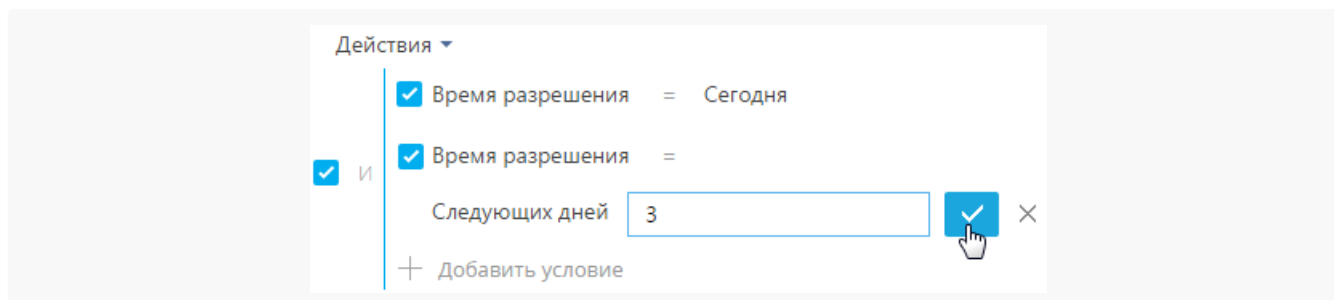 Действия
Время разрешения = Сегодня
Время разрешения =
И
Следующих дней 3
Добавить условие